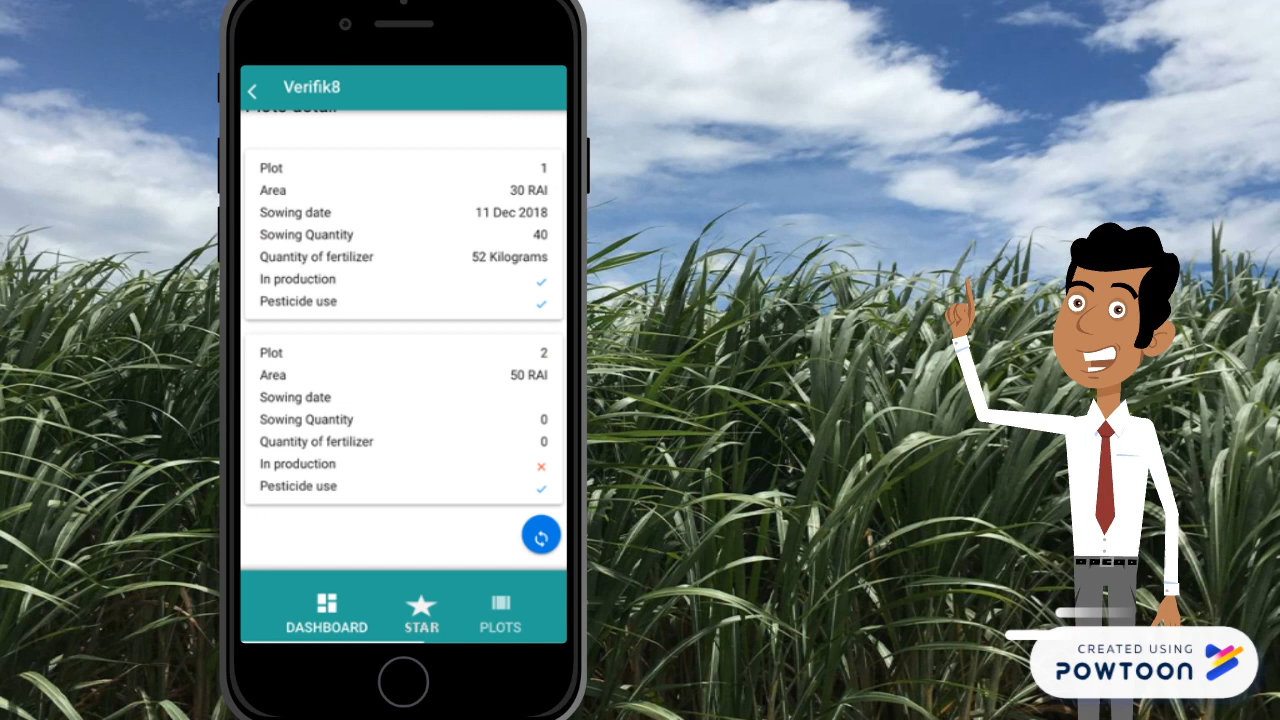 Verifik8
Plots detail
Plot 1
Area 30 RAI
Sowing date 11 Dec 2018
Sowing Quantity 40
Quantity of fertilizer 52 Kilograms
In production
Pesticide use
Plot 2
Area 50 RAI
Sowing date
Sowing Quantity 0
Quantity of fertilizer 0
In production
Pesticide use
DASHBOARD STAR PLOTS
CREATED USING
POWTOON